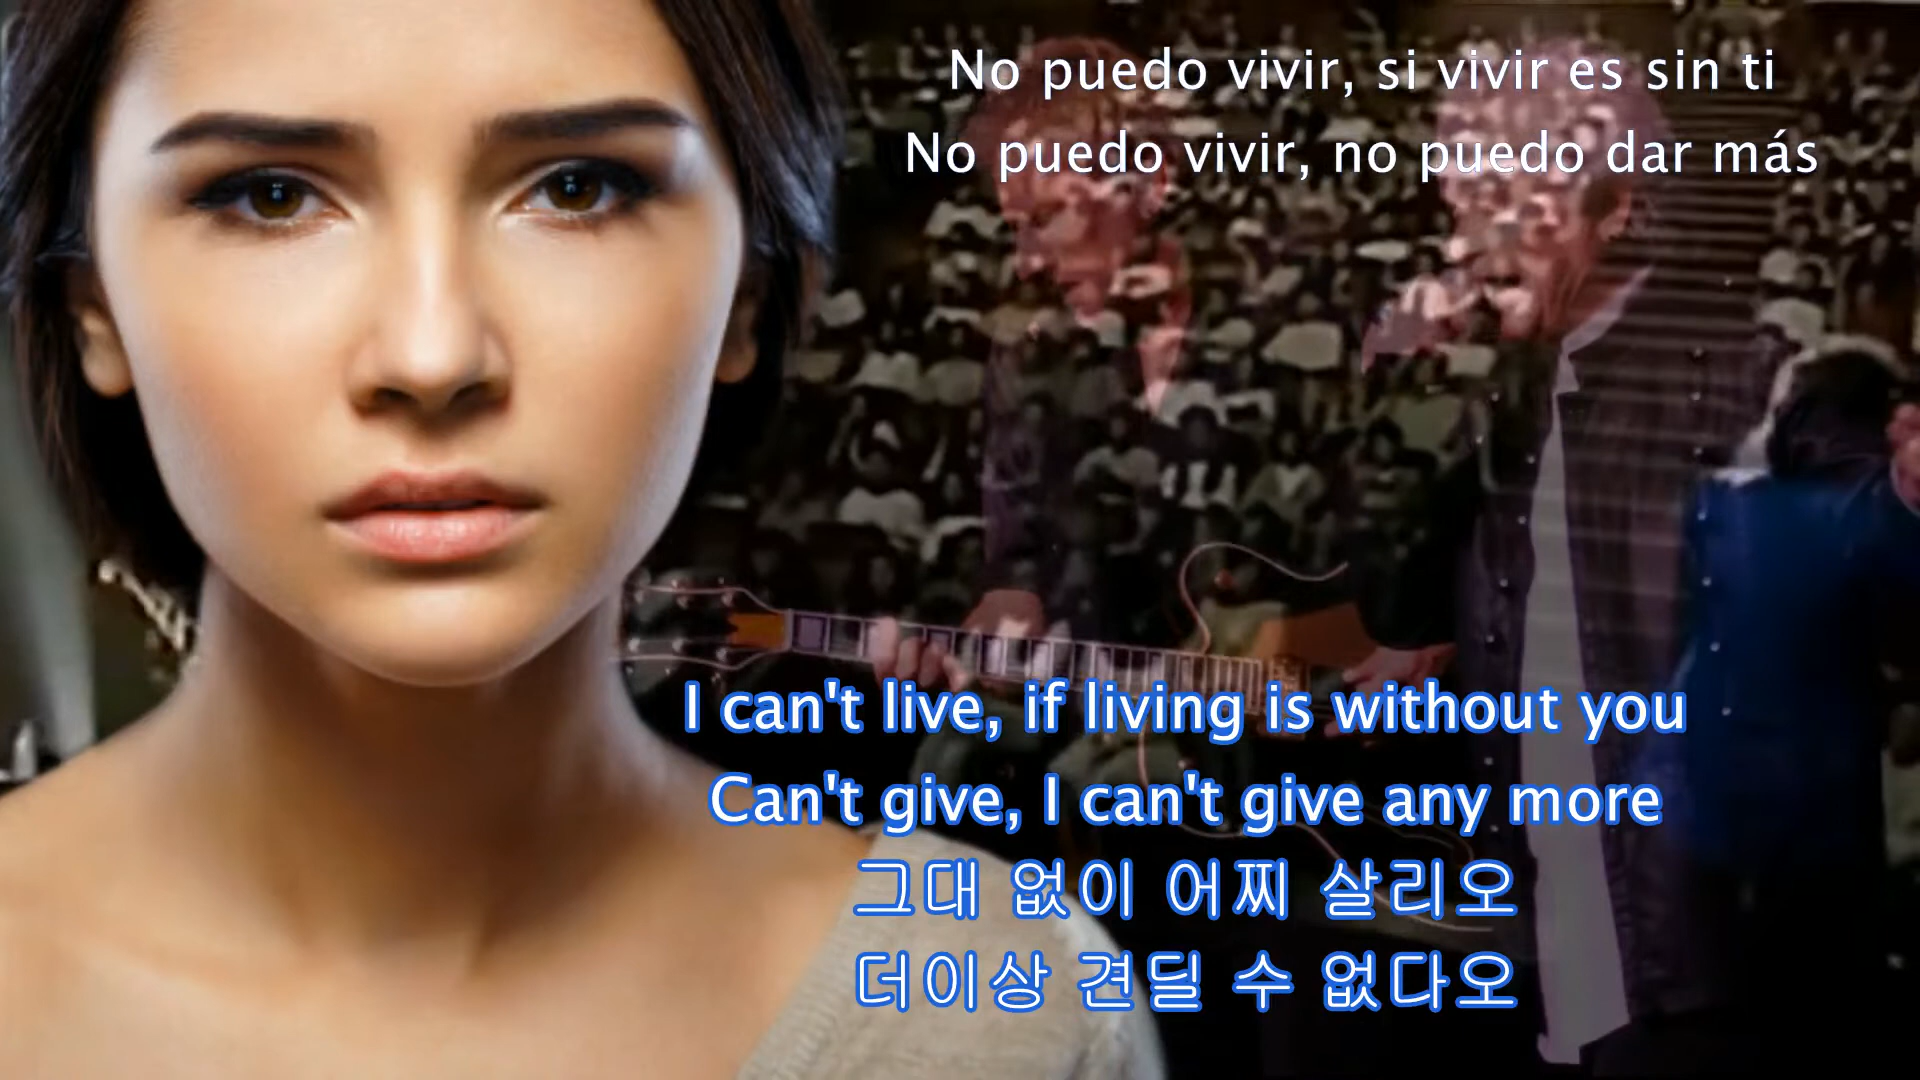 No puedo vivir, si vivir es sin ti
No puedo vivir, no puedo dar más
I can't live, if living is without you
Can't give, I can't give any more
그대 없이 어찌 살리오
더이상 견딜 수 없다오